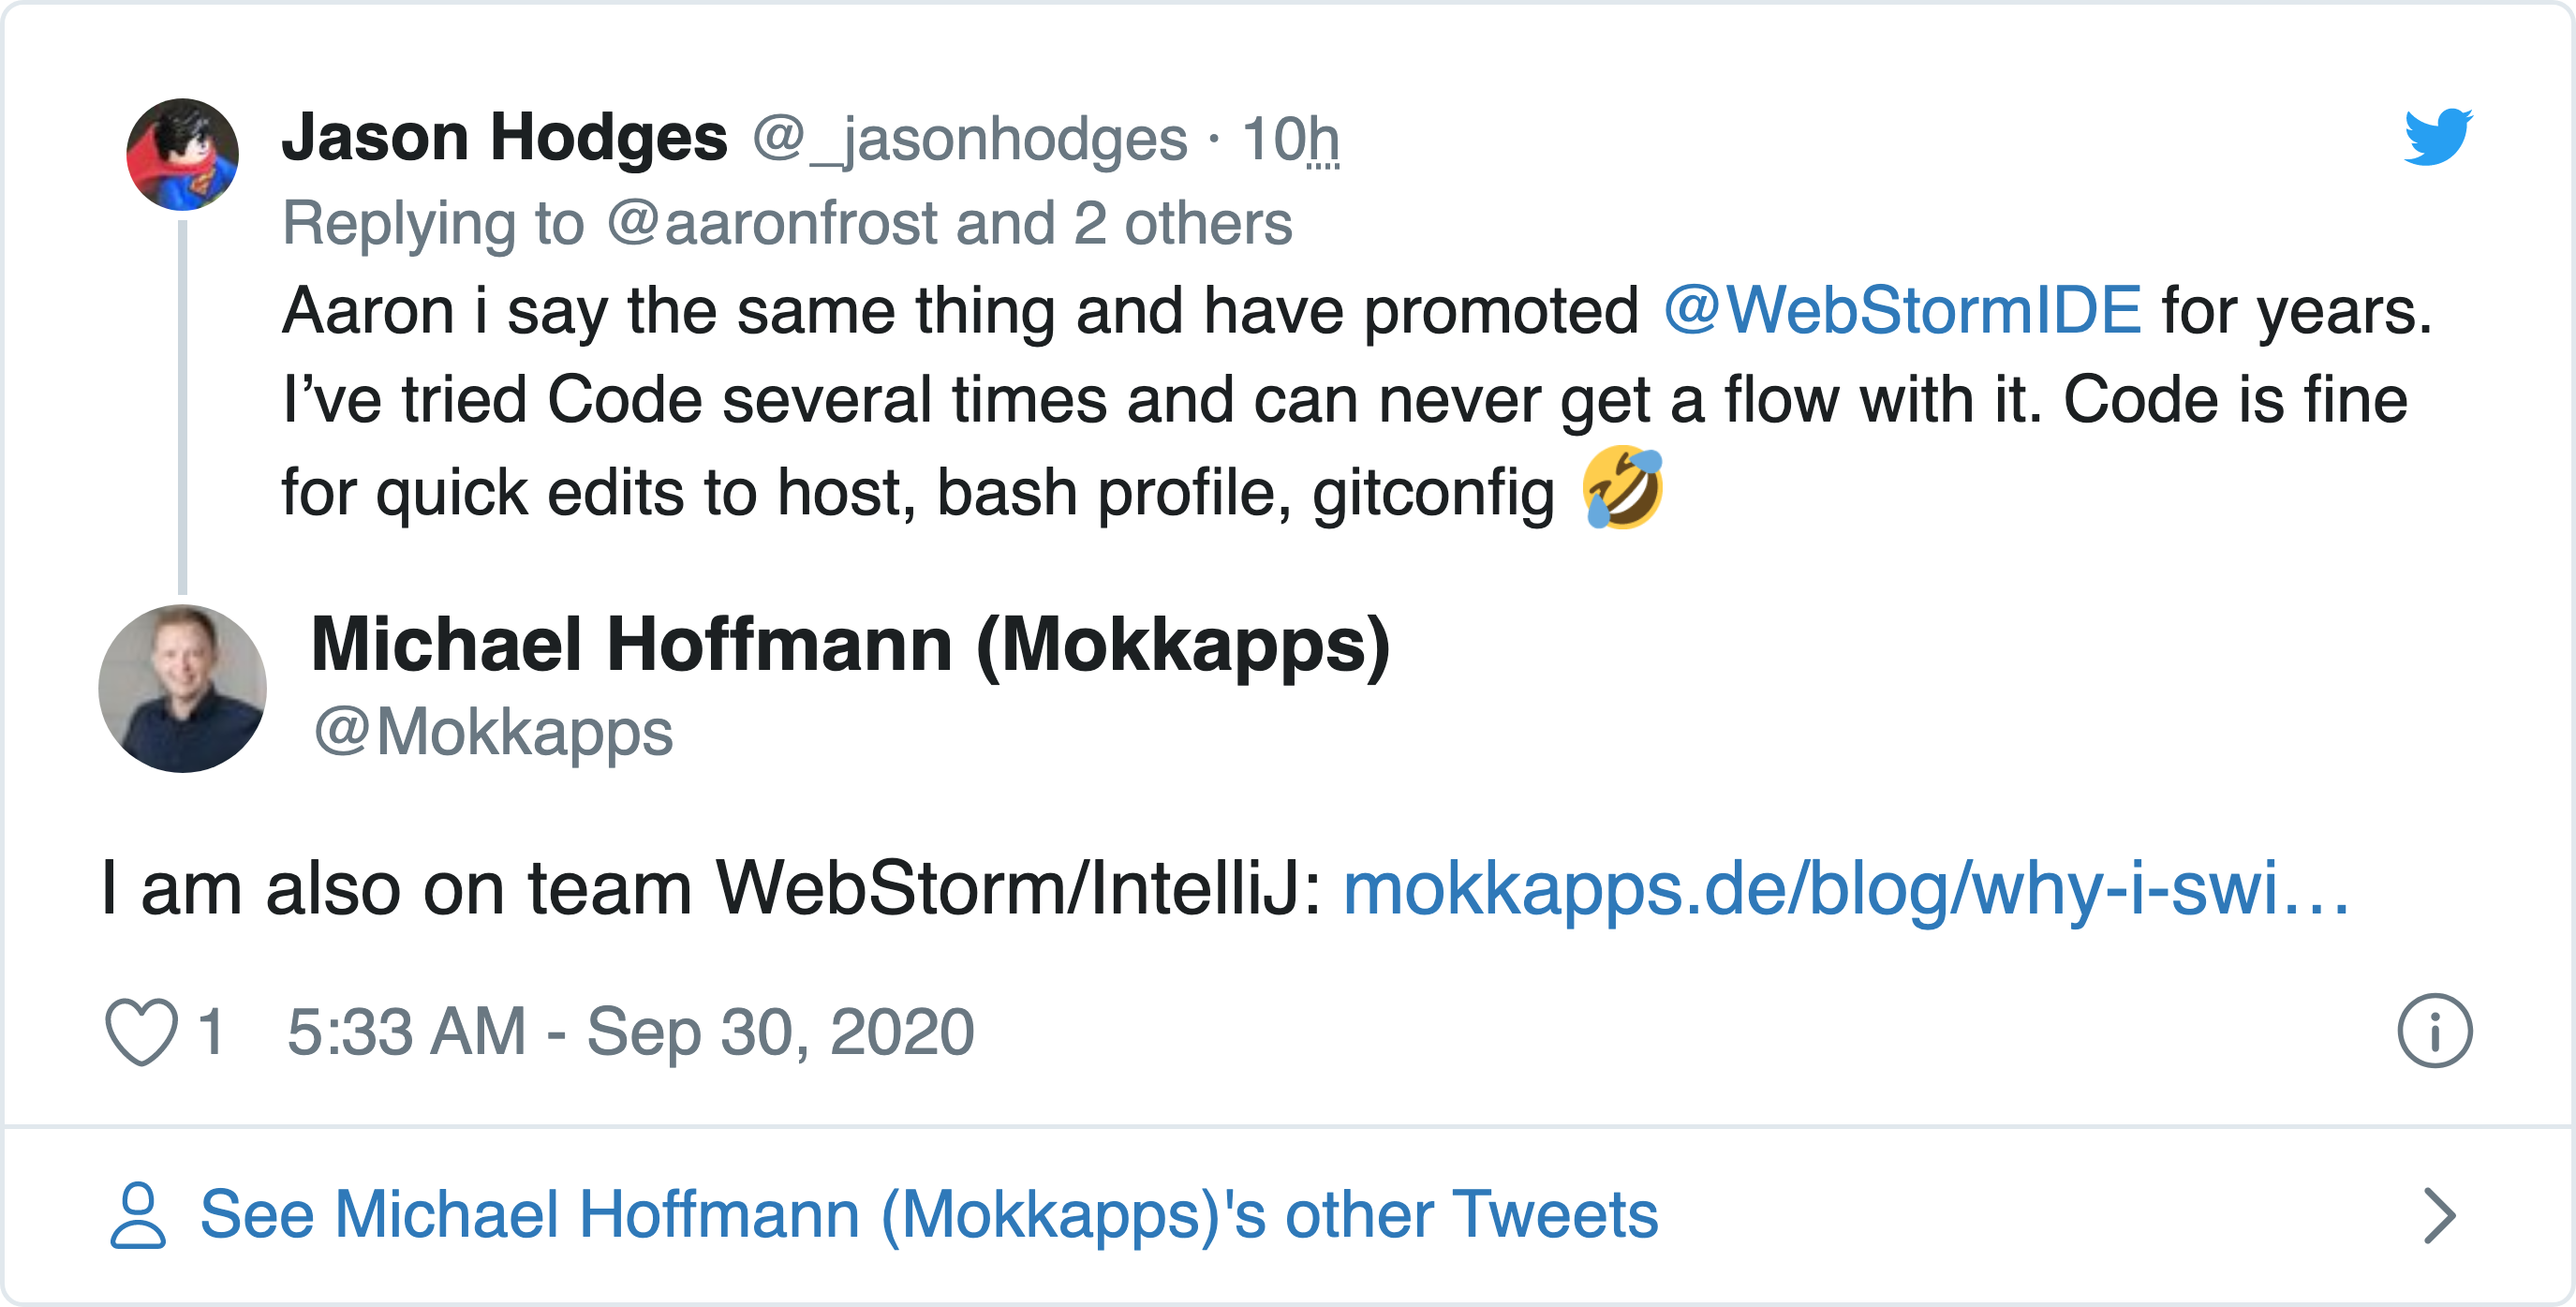 Jason Hodges @_jasonhodges · 10h
Replying to @aaronfrost and 2 others
Aaron i say the same thing and have promoted @WebStormIDE for years.
I’ve tried Code several times and can never get a flow with it. Code is fine
for quick edits to host, bash profile, gitconfig 🤣
Michael Hoffmann (Mokkapps)
@Mokkapps
I am also on team WebStorm/IntelliJ: mokkapps.de/blog/why-i-swi…
1 5:33 AM - Sep 30, 2020
See Michael Hoffmann (Mokkapps)'s other Tweets